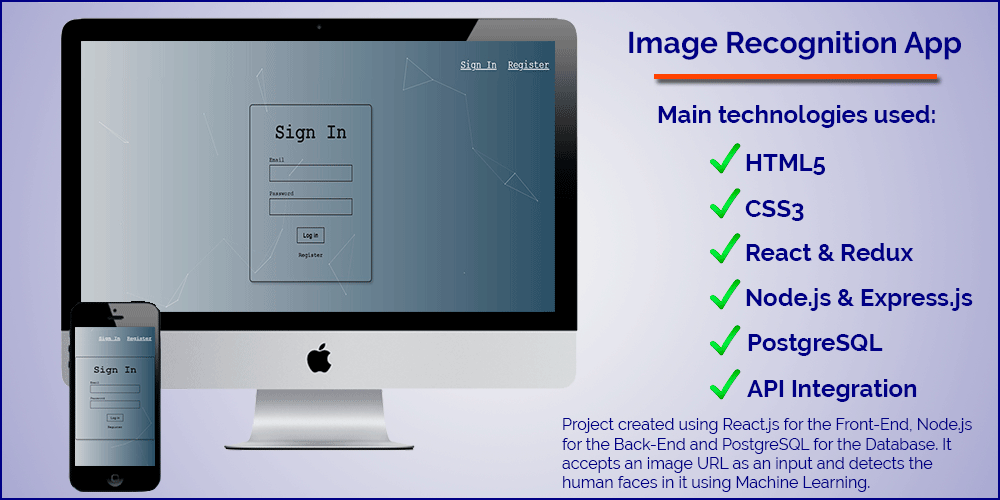 Sign In Register
Sign In
Email
Password
Log in
Register
Sign In Register
Sign In
Email
Password
Log in
Register
Image Recognition App
Main technologies used:
HTML5
CSS3
React & Redux
Node.js & Express.js
PostgreSQL
API Integration
Project created using React.js for the Front-End, Node.js
for the Back-End and PostgreSQL for the Database. It
accepts an image URL as an input and detects the
human faces in it using Machine Learning.